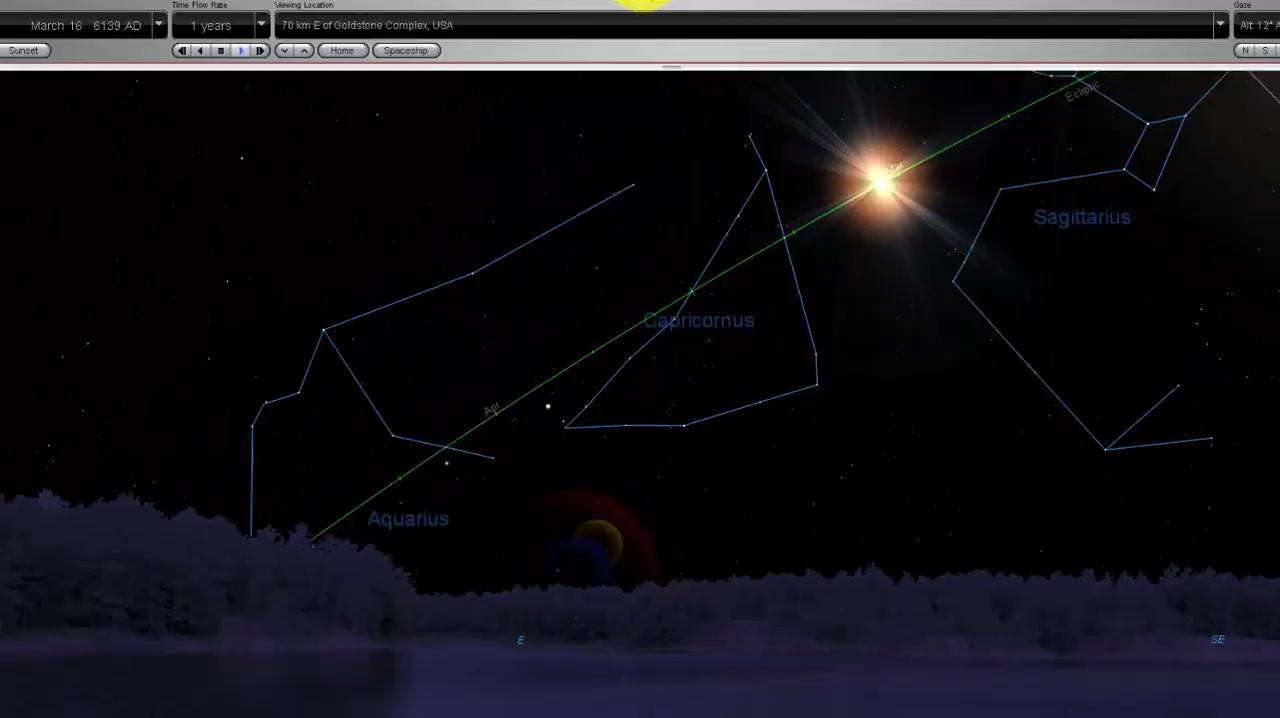 Time Flow Rate
Viewing Location
Gaze
March 16 6139 AD
1 years
70 km E of Goldstone Complex, USA
Alt 12° A
Sunset
Home
Spaceship
N
S
Ecliptic
Mar
Sagittarius
Capricornus
Apr
Aquarius
E
SE